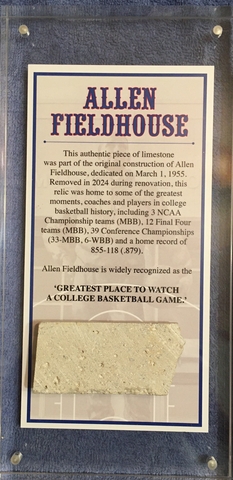 ALLEN
FIELDHOUSE
This authentic piece of limestone
was part of the original construction of Allen
Fieldhouse, dedicated on March 1, 1955.
Removed in 2024 during renovation, this
relic was home to some of the greatest
moments, coaches and players in college
basketball history, including 3 NCAA
Championship teams (MBB), 12 Final Four
teams (MBB), 39 Conference Championships
(33-MBB, 6-WBB) and a home record of
855-118 (.879).
Allen Fieldhouse is widely recognized as the
‘GREATEST PLACE TO WATCH
A COLLEGE BASKETBALL GAME.’